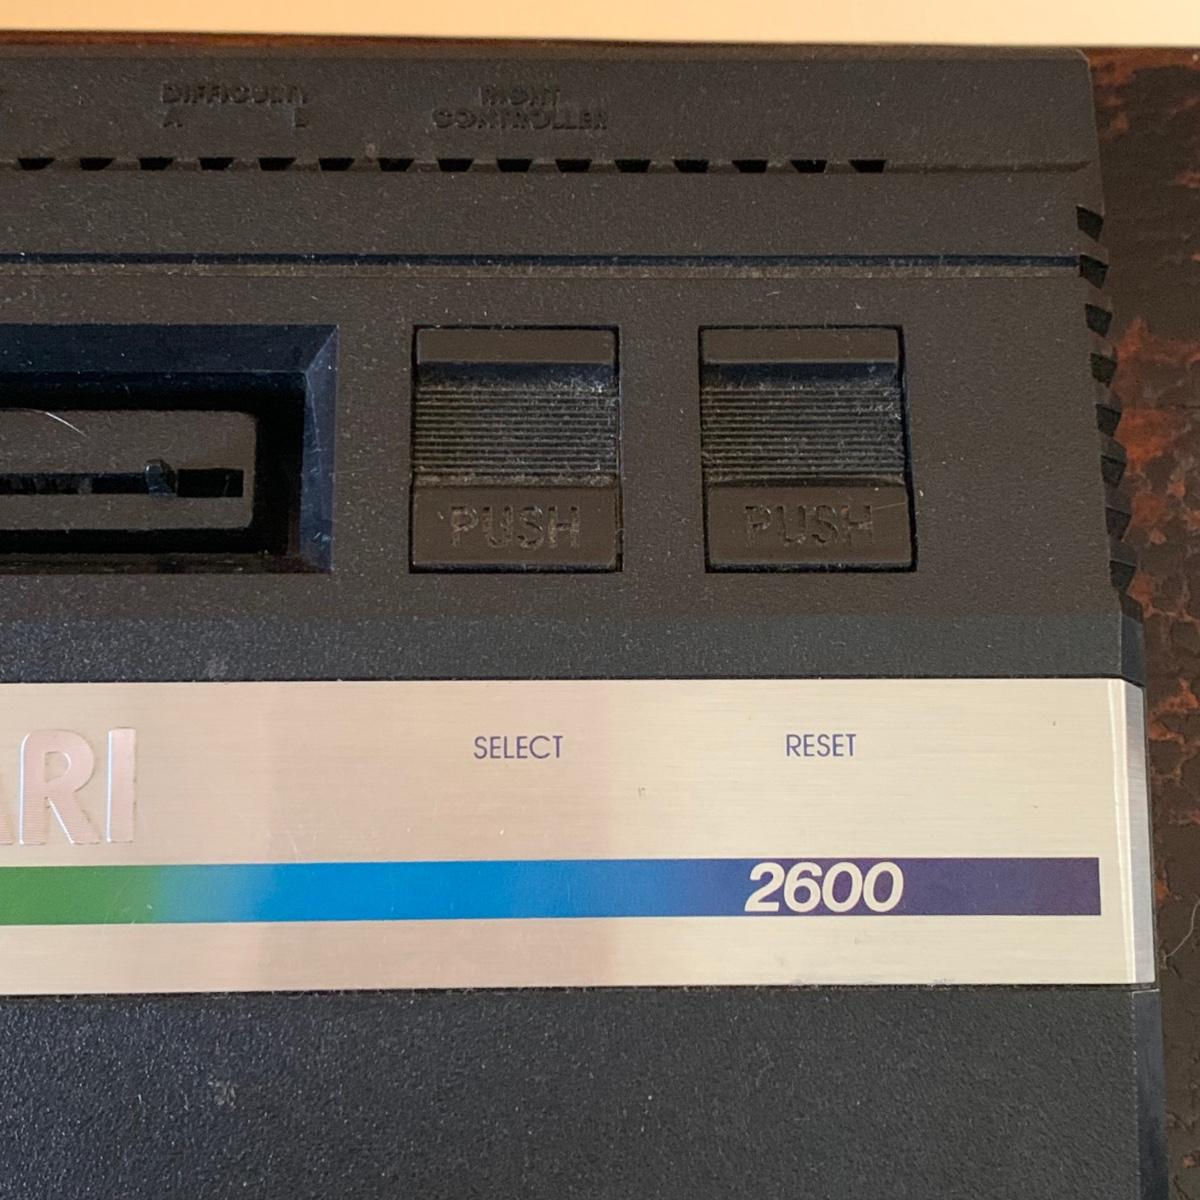 DIFFICULTY
A B
RIGHT
CONTROLLER
PUSH PUSH
SELECT RESET
ARI
2600